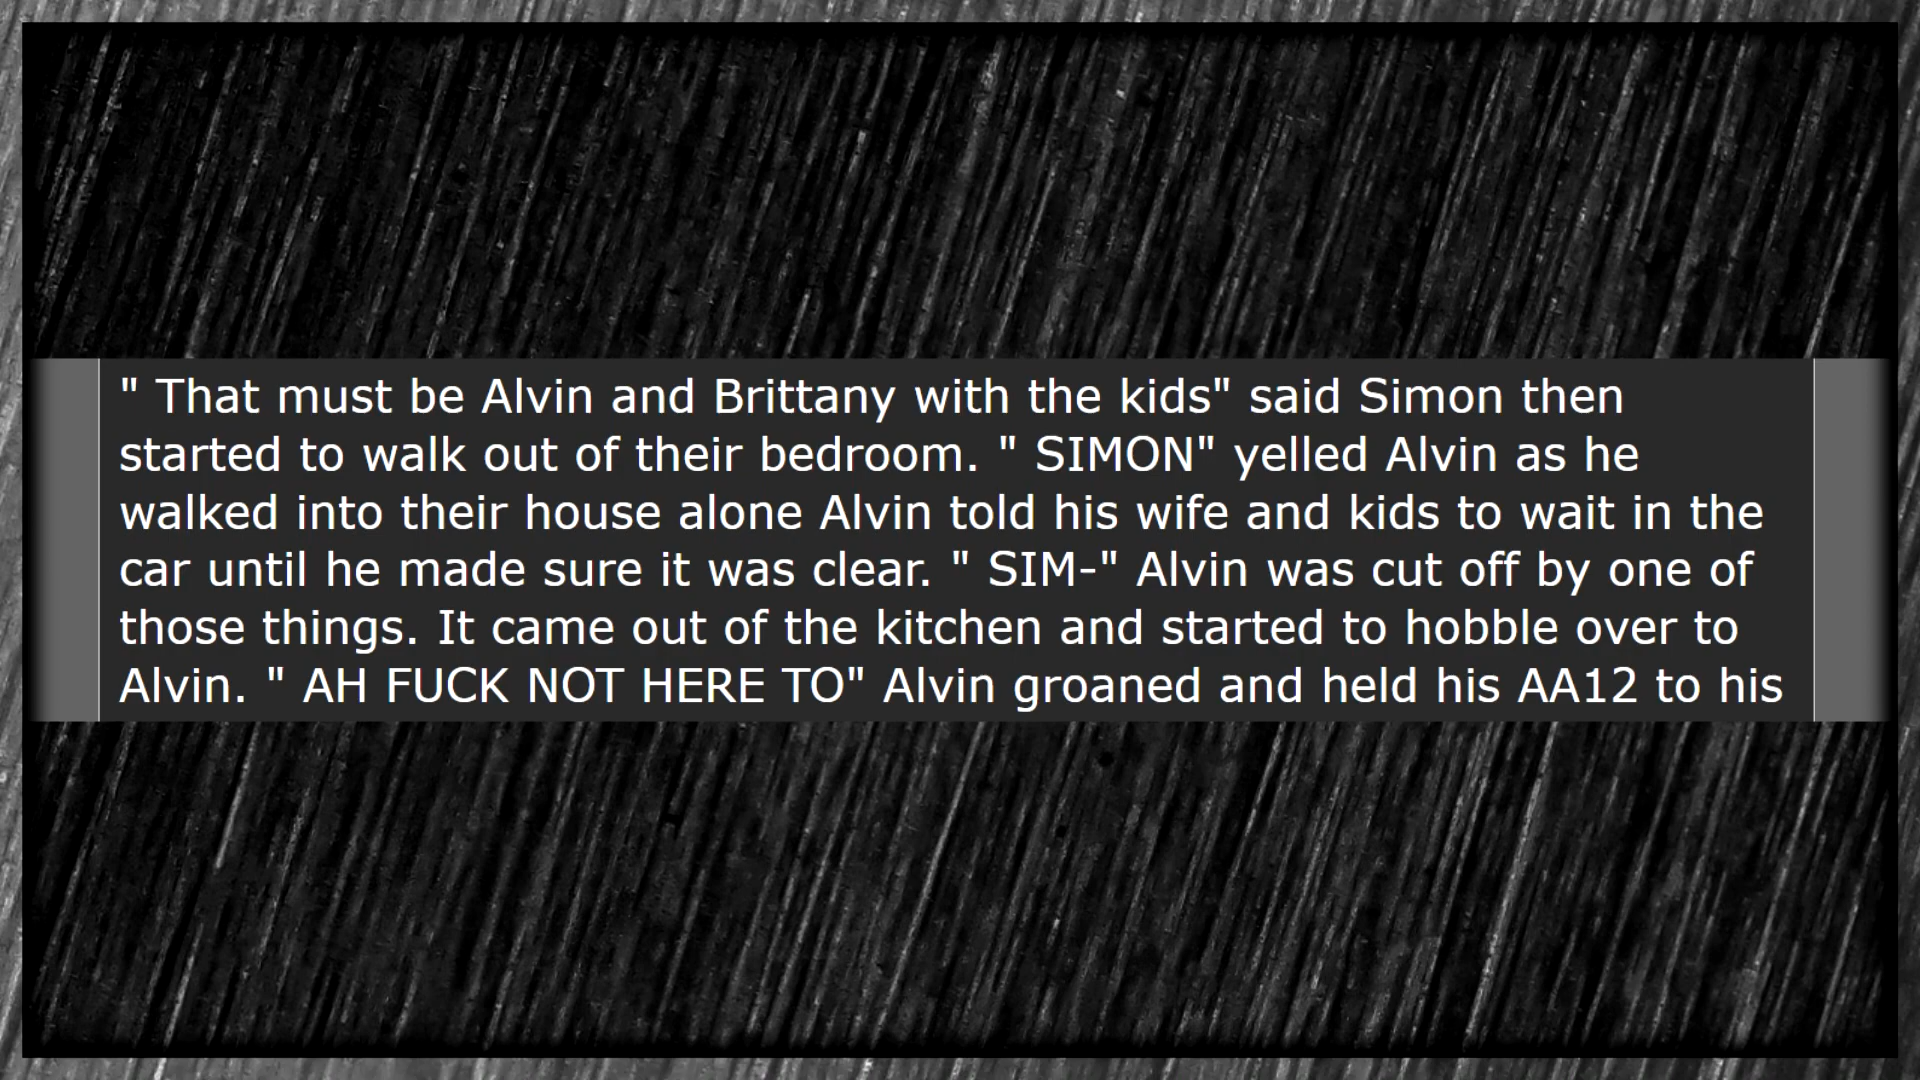 " That must be Alvin and Brittany with the kids" said Simon then
started to walk out of their bedroom. " SIMON" yelled Alvin as he
walked into their house alone Alvin told his wife and kids to wait in the
car until he made sure it was clear. " SIM-" Alvin was cut off by one of
those things. It came out of the kitchen and started to hobble over to
Alvin. " AH FUCK NOT HERE TO" Alvin groaned and held his AA12 to his